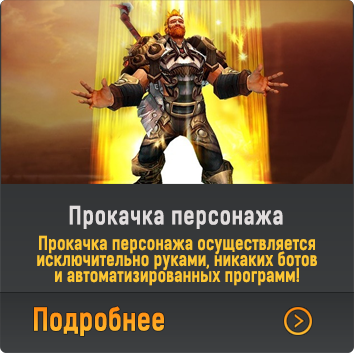 Прокачка персонажа
Прокачка персонажа осуществляется
исключительно руками, никаких ботов
и автоматизированных программ!
Подробнее